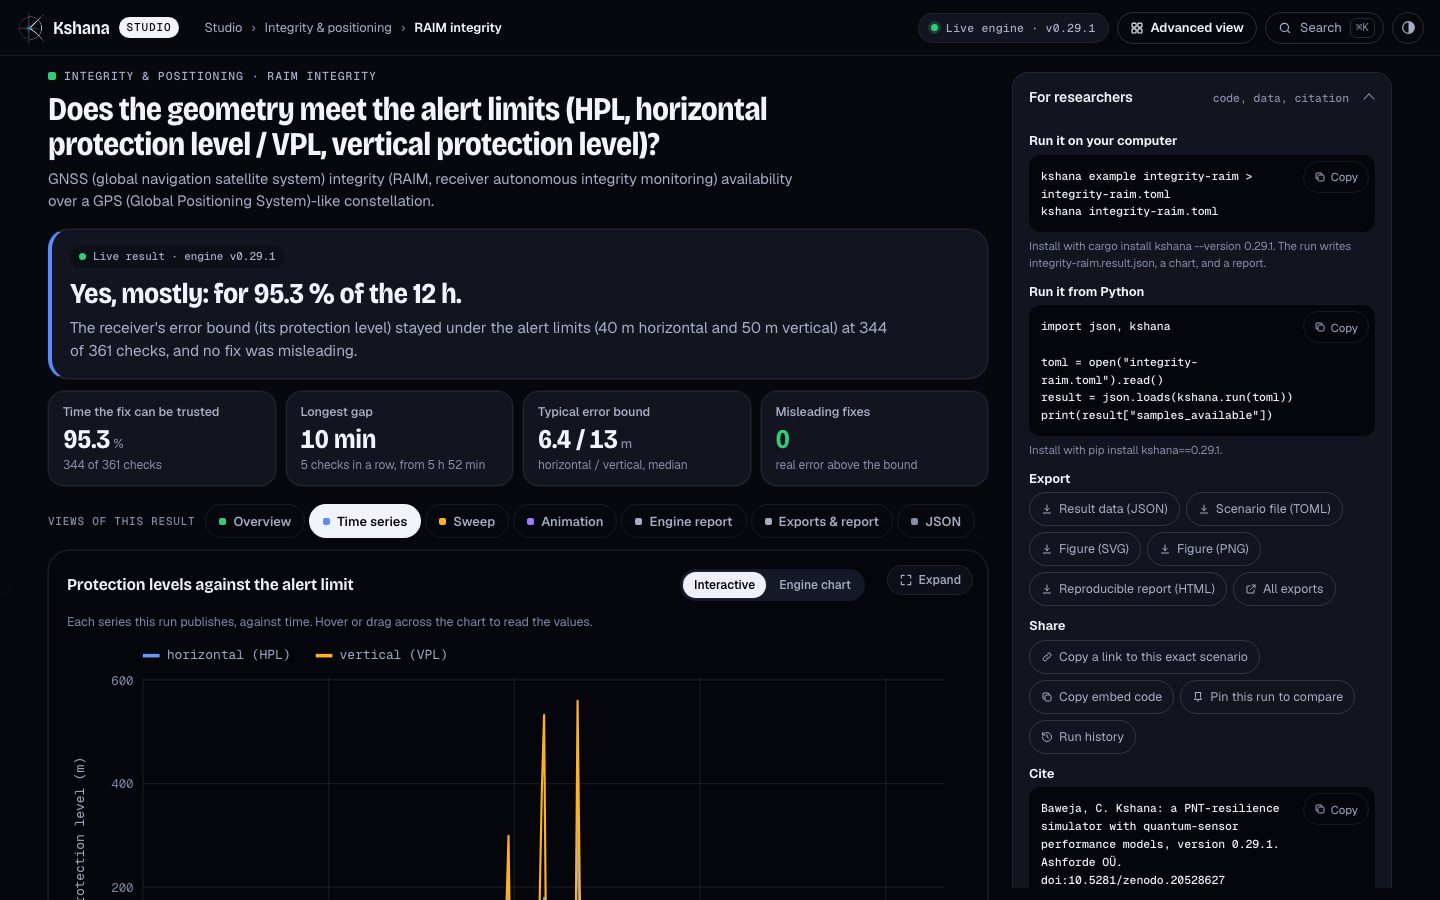 Kshana STUDIO
Studio › Integrity & positioning › RAIM integrity
Live engine · v0.29.1
Advanced view
Search ⌘K
INTEGRITY & POSITIONING · RAIM INTEGRITY
Does the geometry meet the alert limits (HPL, horizontal
protection level / VPL, vertical protection level)?
GNSS (global navigation satellite system) integrity (RAIM, receiver autonomous integrity monitoring) availability
over a GPS (Global Positioning System)-like constellation.
Live result · engine v0.29.1
Yes, mostly: for 95.3 % of the 12 h.
The receiver's error bound (its protection level) stayed under the alert limits (40 m horizontal and 50 m vertical) at 344
of 361 checks, and no fix was misleading.
Time the fix can be trusted
95.3 %
344 of 361 checks
Longest gap
10 min
5 checks in a row, from 5 h 52 min
Typical error bound
6.4 / 13 m
horizontal / vertical, median
Misleading fixes
0
real error above the bound
VIEWS OF THIS RESULT
Overview
Time series
Sweep
Animation
Engine report
Exports & report
JSON
Protection levels against the alert limit
Interactive
Engine chart
Expand
Each series this run publishes, against time. Hover or drag across the chart to read the values.
horizontal (HPL)
vertical (VPL)
600
400
200
rotection level (m)
For researchers
code, data, citation
Run it on your computer
kshana example integrity-raim >
integrity-raim.toml
kshana integrity-raim.toml
Copy
Install with cargo install kshana --version 0.29.1. The run writes
integrity-raim.result.json, a chart, and a report.
Run it from Python
import json, kshana
Copy
toml = open("integrity-
raim.toml").read()
result = json.loads(kshana.run(toml))
print(result["samples_available"])
Install with pip install kshana==0.29.1.
Export
Result data (JSON)
Scenario file (TOML)
Figure (SVG)
Figure (PNG)
Reproducible report (HTML)
All exports
Share
Copy a link to this exact scenario
Copy embed code
Pin this run to compare
Run history
Cite
Baweja, C. Kshana: a PNT-resilience
simulator with quantum-sensor
performance models, version 0.29.1.
Ashforde OÜ.
doi:10.5281/zenodo.20528627
Copy